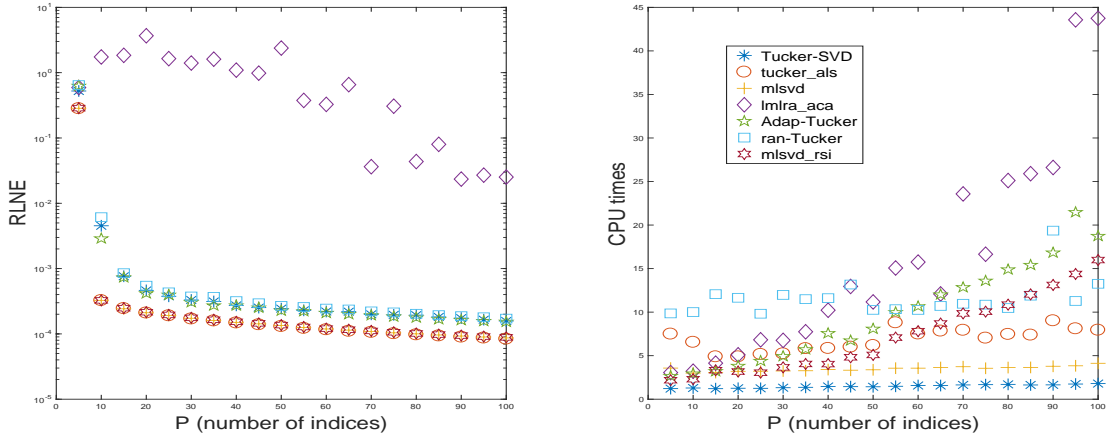 RLNE
10^1
10^0
10^-1
10^-2
10^-3
10^-4
10^-5
0 10 20 30 40 50 60 70 80 90 100
P (number of indices)
CPU times
45
40
35
30
25
20
15
10
5
0
0 10 20 30 40 50 60 70 80 90 100
P (number of indices)
Tucker-SVD
tucker_als
mlsvd
lmlra_aca
Adap-Tucker
ran-Tucker
mlsvd_rsi